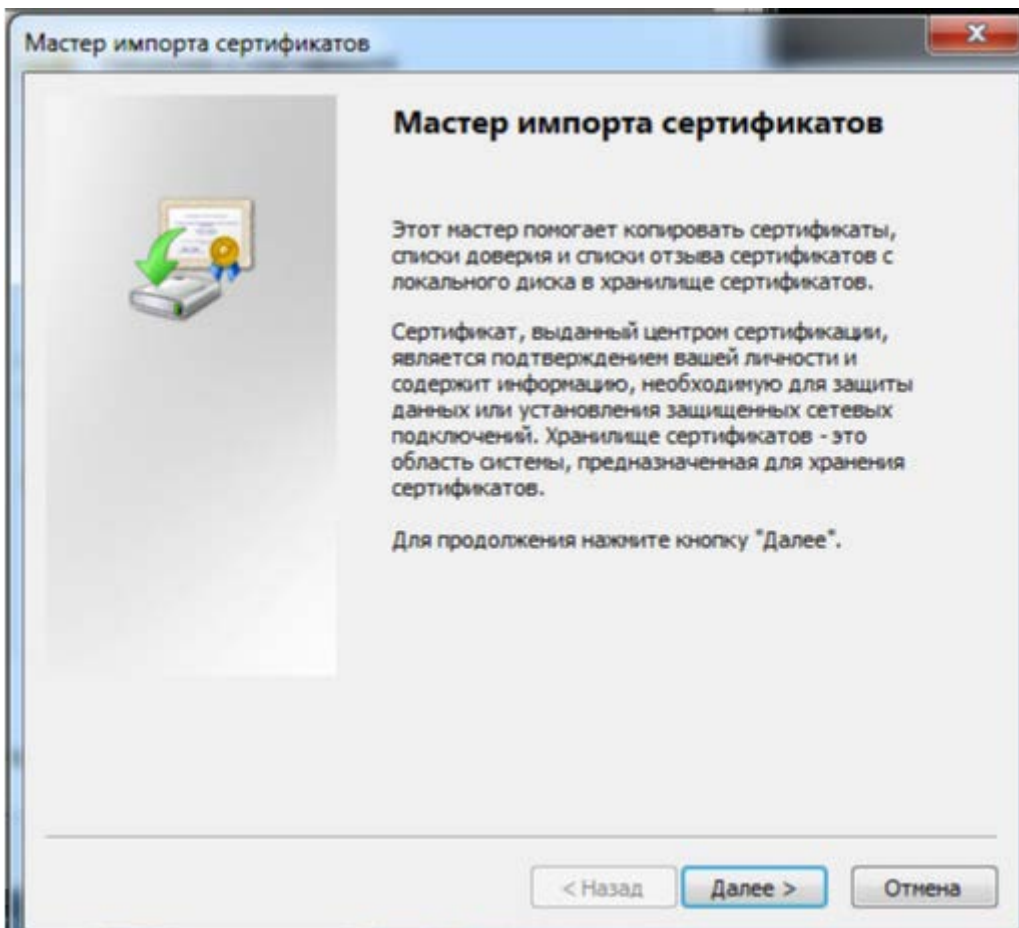 Мастер импорта сертификатов
Мастер импорта сертификатов
Этот мастер помогает копировать сертификаты,
списки доверия и списки отзыва сертификатов с
локального диска в хранилище сертификатов.
Сертификат, выданный центром сертификации,
является подтверждением вашей личности и
содержит информацию, необходимую для защиты
данных или установления защищенных сетевых
подключений. Хранилище сертификатов - это
область системы, предназначенная для хранения
сертификатов.
Для продолжения нажмите кнопку "Далее".
< Назад Далее > Отмена